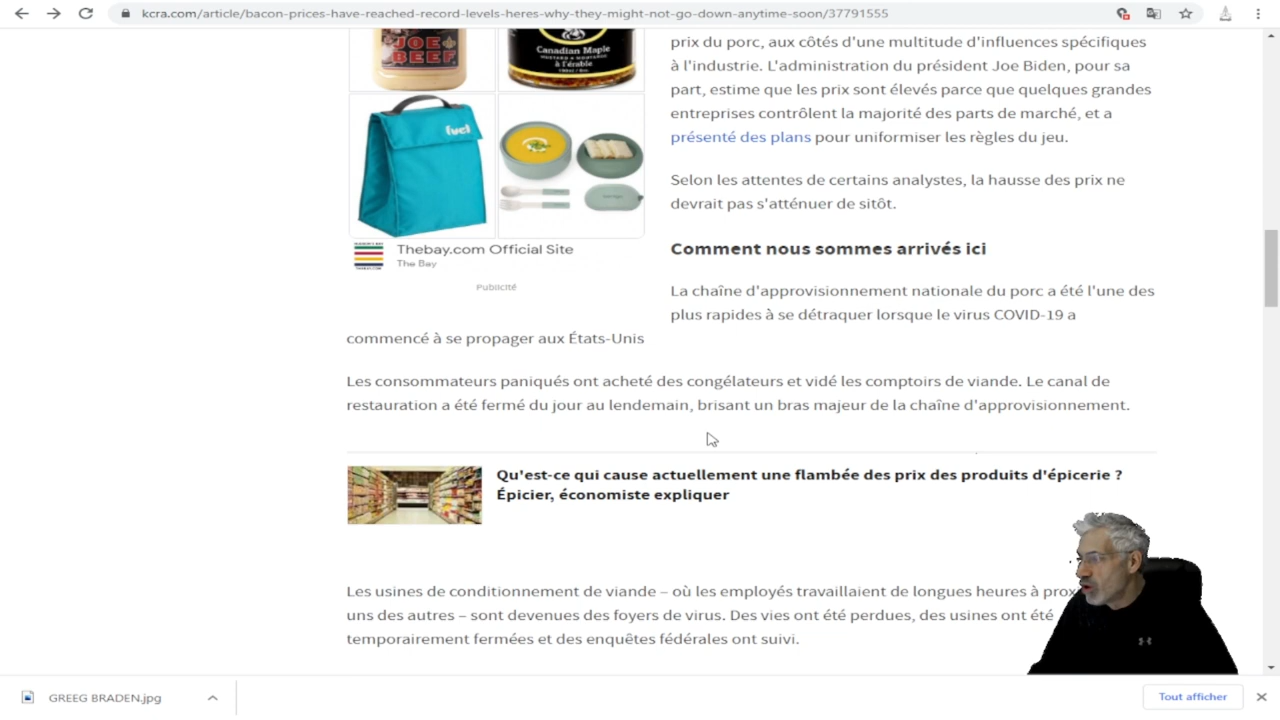 kcra.com/article/bacon-prices-have-reached-record-levels-heres-why-they-might-not-go-down-anytime-soon/37791555
JOE
BEEF
Canadian Maple
à l'érable
fuel
Thebay.com Official Site
The Bay
Publicité
prix du porc, aux côtés d'une multitude d'influences spécifiques
à l'industrie. L'administration du président Joe Biden, pour sa
part, estime que les prix sont élevés parce que quelques grandes
entreprises contrôlent la majorité des parts de marché, et a
présenté des plans pour uniformiser les règles du jeu.
Selon les attentes de certains analystes, la hausse des prix ne
devrait pas s'atténuer de sitôt.
Comment nous sommes arrivés ici
La chaîne d'approvisionnement nationale du porc a été l'une des
plus rapides à se détraquer lorsque le virus COVID-19 a
commencé à se propager aux États-Unis
Les consommateurs paniqués ont acheté des congélateurs et vidé les comptoirs de viande. Le canal de
restauration a été fermé du jour au lendemain, brisant un bras majeur de la chaîne d'approvisionnement.
Qu'est-ce qui cause actuellement une flambée des prix des produits d'épicerie ?
Épicier, économiste expliquer
Les usines de conditionnement de viande – où les employés travaillaient de longues heures à
uns des autres – sont devenues des foyers de virus. Des vies ont été perdues, des usines ont été
temporairement fermées et des enquêtes fédérales ont suivi.
GREEG BRADEN.jpg
Tout afficher